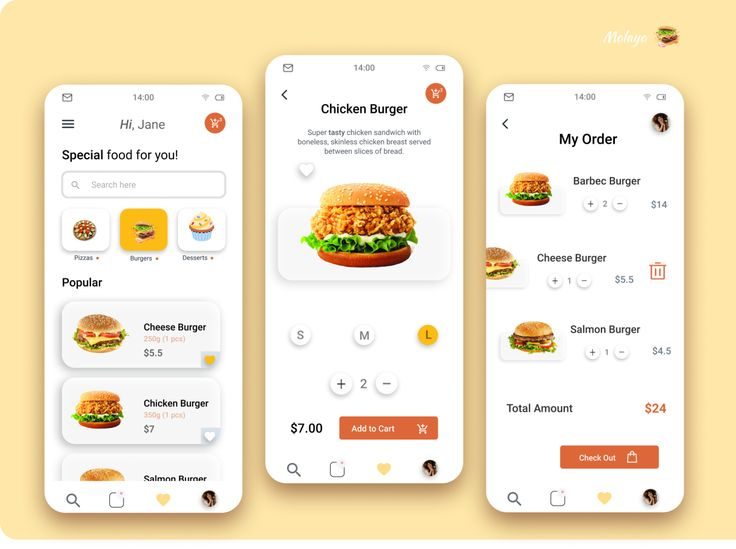 Molaya
14:00
Hi, Jane
3
Special food for you!
Search here
Pizzas
Burgers
Desserts
Popular
Cheese Burger
250g (1 pcs)
$5.5
Chicken Burger
350g (1 pcs)
$7
Salmon Burger
14:00
3
Chicken Burger
Super tasty chicken sandwich with
boneless, skinless chicken breast served
between slices of bread.
S M L
+ 2 −
$7.00 Add to Cart
14:00
My Order
Barbec Burger
+ 2 − $14
Cheese Burger
+ 1 − $5.5
Salmon Burger
+ 1 − $4.5
Total Amount $24
Check Out